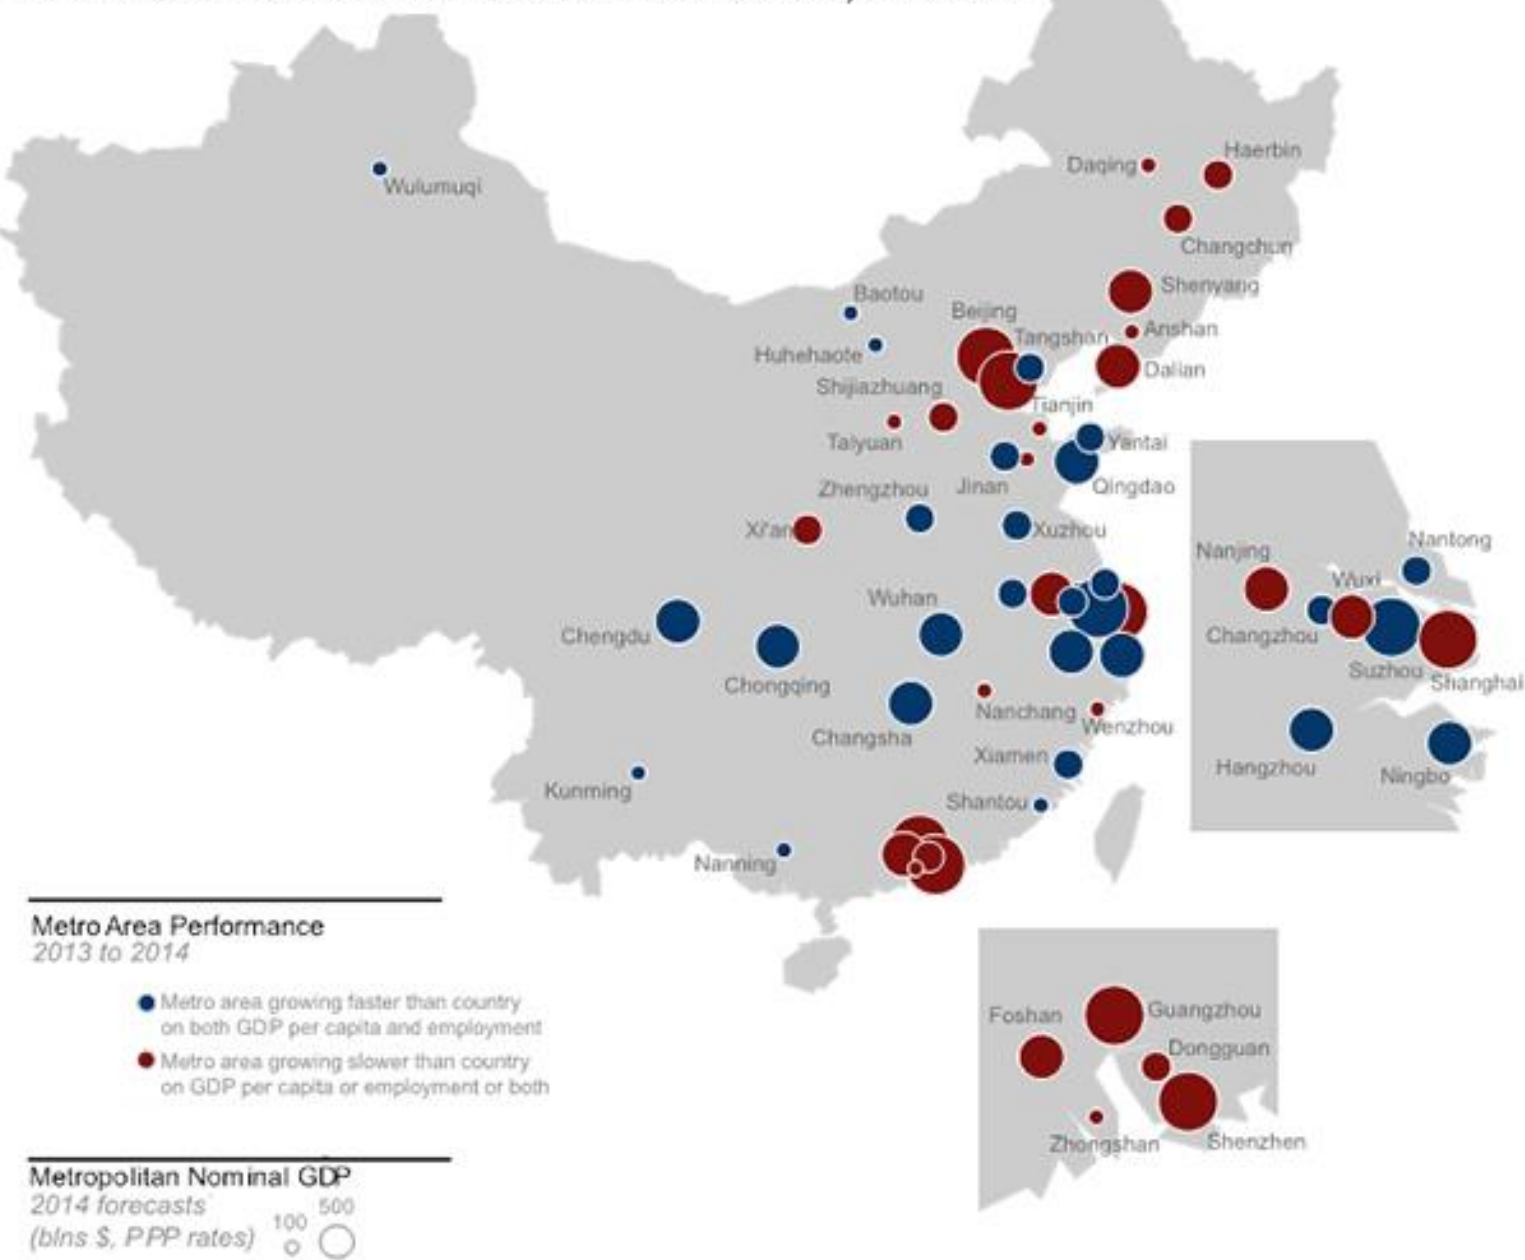 Wulumuqi
Daqing
Haerbin
Changchun
Shenyang
Baotou
Beijing
Tangshan
Anshan
Huhehaote
Dalian
Shijiazhuang
Tianjin
Taiyuan
Yantai
Zhengzhou
Jinan
Qingdao
Xi'an
Xuzhou
Wuhan
Chengdu
Chongqing
Nanchang
Wenzhou
Changsha
Xiamen
Kunming
Shantou
Nanning
Nanjing
Nantong
Wuxi
Changzhou
Suzhou
Shanghai
Hangzhou
Ningbo
Metro Area Performance
2013 to 2014
Metro area growing faster than country
on both GDP per capita and employment
Metro area growing slower than country
on GDP per capita or employment or both
Foshan
Guangzhou
Dongguan
Zhongshan
Shenzhen
Metropolitan Nominal GDP
2014 forecasts
(blns $, PPP rates)
100
500